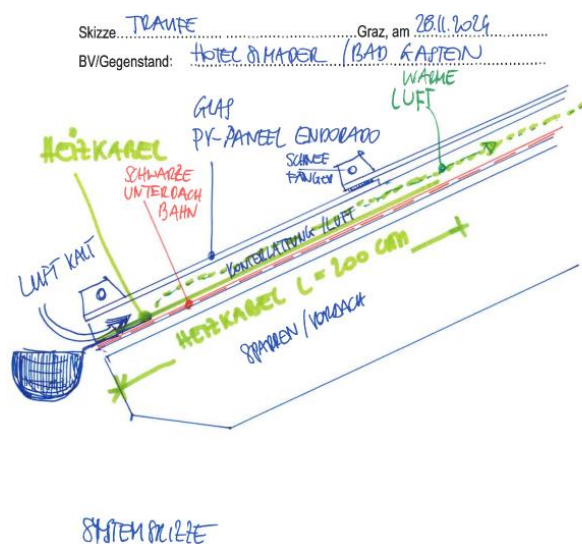 Skizze TRAUFE Graz, am 28.11.2024
BV/Gegenstand: HOTEL SIMADER / BAD GASTEIN
WARME
LUFT
GLAS
PV-PANEEL ENDORADO
HEIZKABEL
SCHNEE
FÄNGER
SCHWARZE
UNTERDACH
BAHN
KONTERLATTUNG / LUFT
LUFT KALT
HEIZKABEL L = 200 cm
SPARREN / VORDACH
SYSTEMSKIZZE